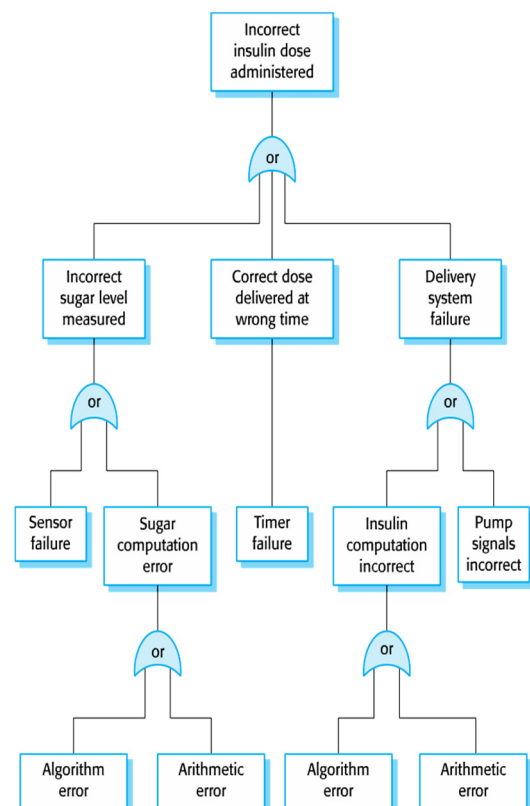 Incorrect
insulin dose
administered
or
Incorrect
sugar level
measured
Correct dose
delivered at
wrong time
Delivery
system
failure
or
or
Sensor
failure
Sugar
computation
error
Timer
failure
Insulin
computation
incorrect
Pump
signals
incorrect
or
or
Algorithm
error
Arithmetic
error
Algorithm
error
Arithmetic
error